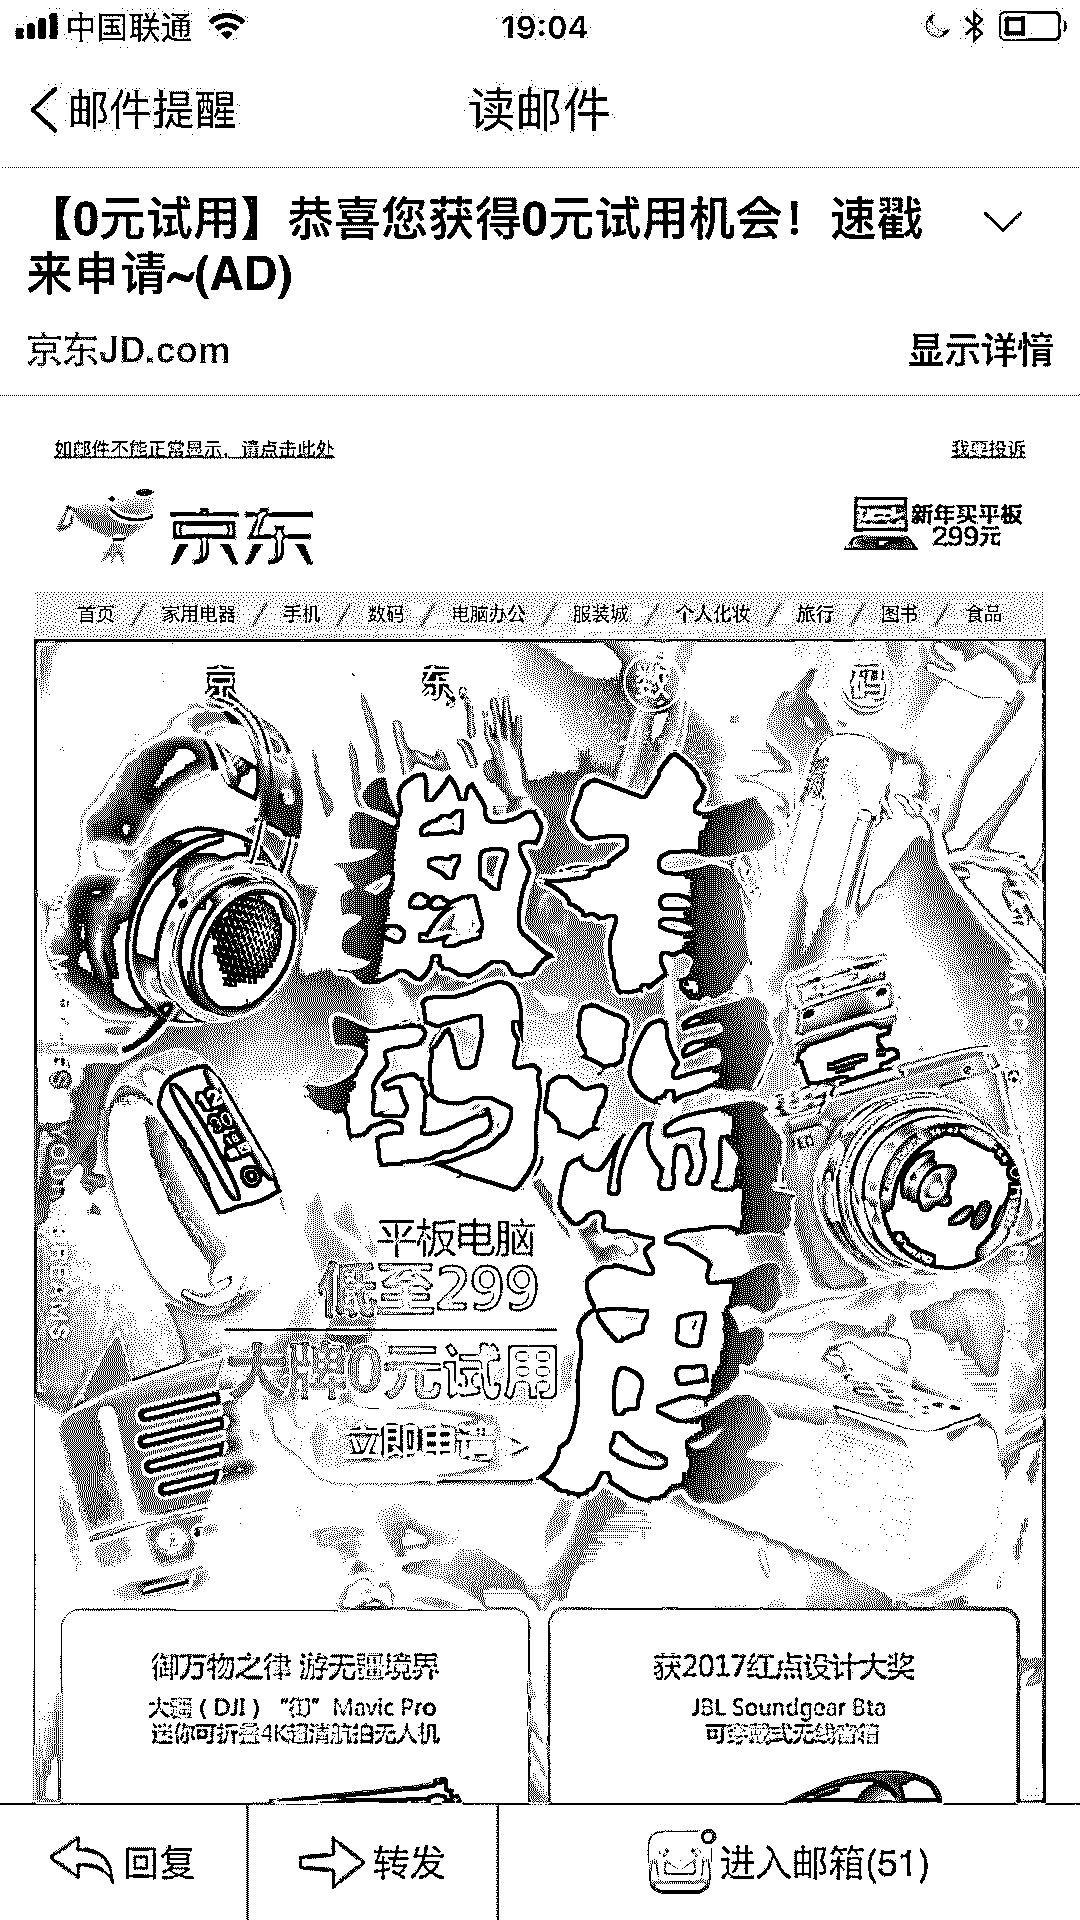 中国联通 19:04
邮件提醒 读邮件
【0元试用】恭喜您获得0元试用机会！速戳
来申请~(AD)
京东JD.com 显示详情
如邮件不能正常显示，请点击此处 我要投诉
京东
新年买平板
299元
首页 / 家用电器 / 手机 / 数码 / 电脑办公 / 服装城 / 个人化妆 / 旅行 / 图书 / 食品
京 东 数 码
数码
年消费
平板电脑
低至299
大牌0元试用
立即申请 >
御万物之律 游无疆境界
大疆（DJI）“御”Mavic Pro
迷你可折叠4K超清航拍无人机
获2017红点设计大奖
JBL Soundgear Bta
可穿戴式无线音箱
回复 转发 进入邮箱(51)